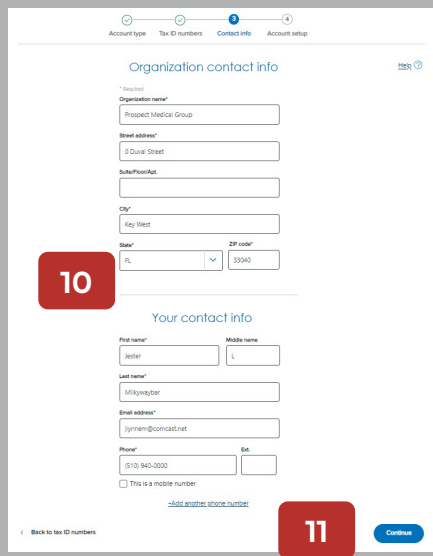 3 4
Account type Tax ID numbers Contact info Account setup
Organization contact info
Help ?
* Required
Organization name*
Prospect Medical Group
Street address*
0 Duval Street
Suite/Floor/Apt.
City*
Key West
State* ZIP code*
FL 33040
10
Your contact info
First name* Middle name
Jester L
Last name*
Milkywaybar
Email address*
jlynnem@comcast.net
Phone* Ext.
(510) 940-0000
This is a mobile number
+Add another phone number
11
< Back to tax ID numbers Continue